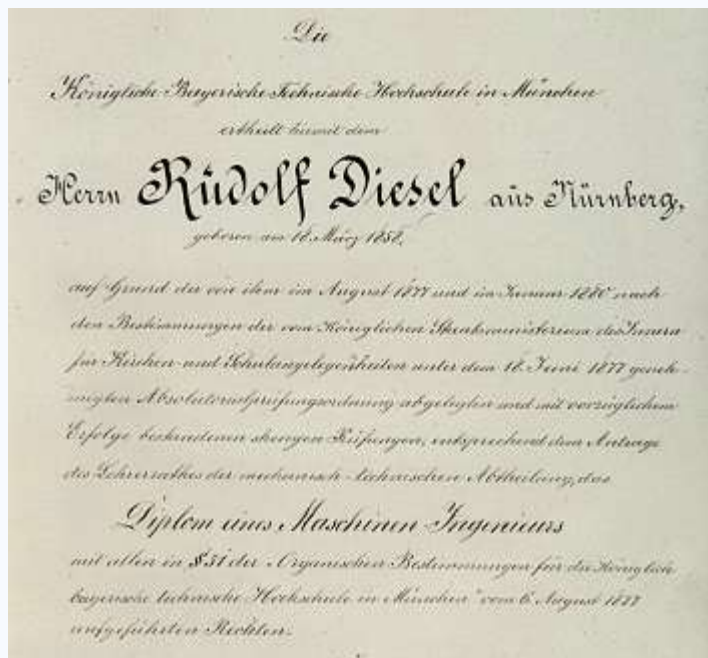 Die
Königliche Bayerische Technische Hochschule in München
ertheilt hiermit dem
Herrn Rudolf Diesel aus Nürnberg,
geboren am 18. März 1858,
auf Grund der von ihm im August 1877 und im Januar 1880 nach
den Bestimmungen der vom Königlichen Staatsministerium des Innern
für Kirchen- und Schulangelegenheiten unter dem 18. Juni 1877 geneh-
migten Absolutorialprüfungsordnung abgelegten und mit vorzüglichem
Erfolge bestandenen strengen Prüfungen, entsprechend dem Antrage
des Lehrerrathes der mechanisch-technischen Abtheilung, das
Diplom eines Maschinen-Ingenieurs
mit allen in § 31 der „Organischen Bestimmungen für die Königlich
bayerische technische Hochschule in München" vom 6. August 1877
aufgeführten Rechten.